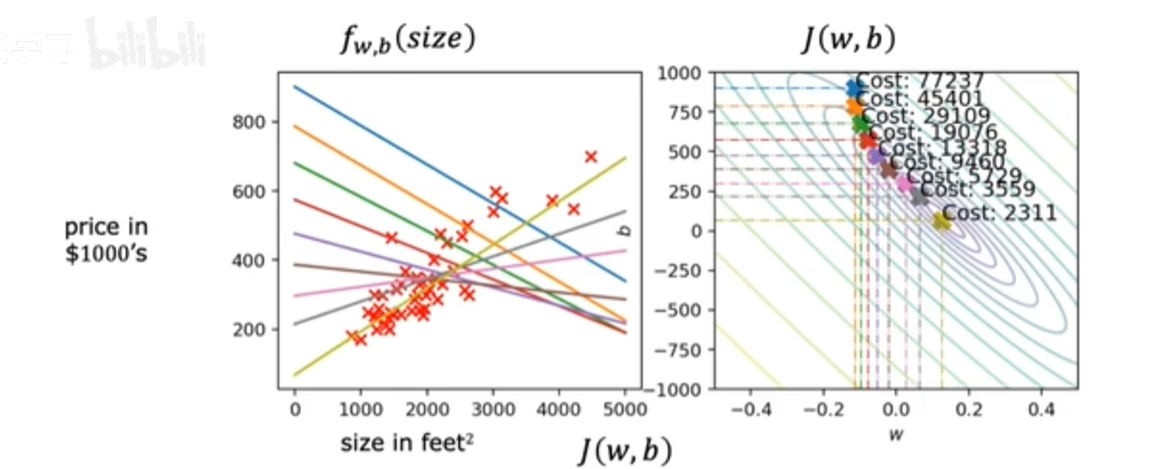 bilibili
f_{w,b}(size)
J(w,b)
price in
$1000's
800
600
400
200
0 1000 2000 3000 4000 5000
size in feet²
b
1000
750
500
250
0
−250
−500
−750
−1000
Cost: 77237
Cost: 45401
Cost: 29109
Cost: 19076
Cost: 13318
Cost: 9460
Cost: 5729
Cost: 3559
Cost: 2311
−0.4 −0.2 0.0 0.2 0.4
w
J(w,b)